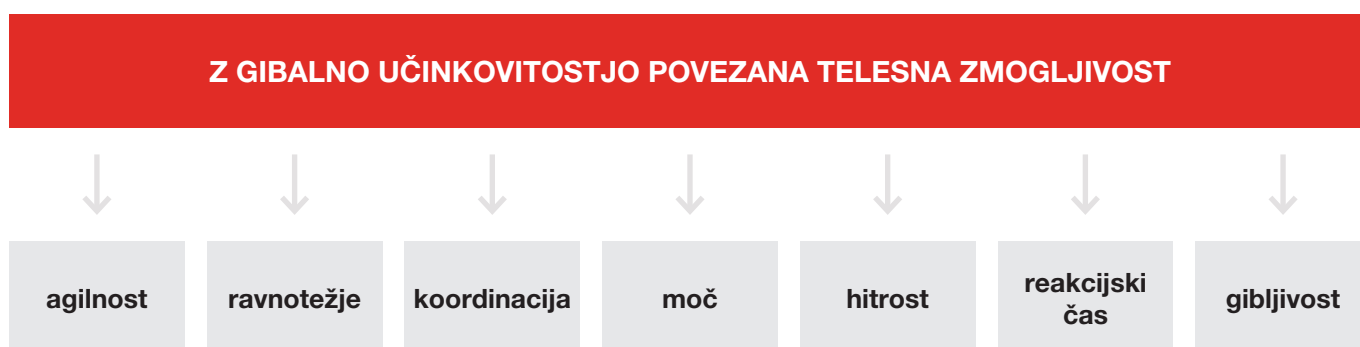 Z GIBALNO UČINKOVITOSTJO POVEZANA TELESNA ZMOGLJIVOST
agilnost
ravnotežje
koordinacija
moč
hitrost
reakcijski
čas
gibljivost